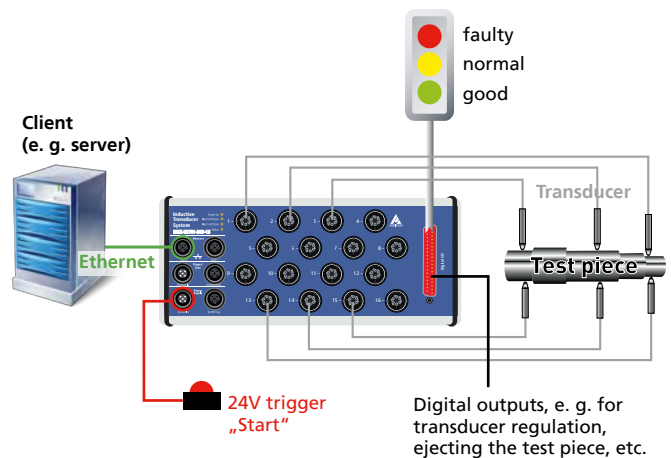 faulty
normal
good
Client
(e. g. server)
Transducer
Inductive
Transducer
System
1
2
3
4
5
6
7
8
9
10
11
12
13
14
15
16
Digital I/O
Ethernet
Test piece
24V trigger
„Start“
Digital outputs, e. g. for
transducer regulation,
ejecting the test piece, etc.